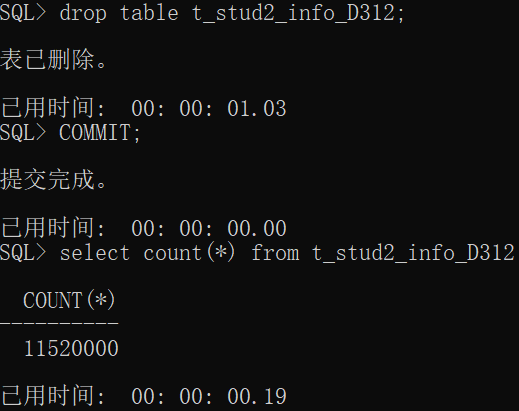 SQL> drop table t_stud2_info_D312;
表已删除。
已用时间:  00: 00: 01.03
SQL> COMMIT;
提交完成。
已用时间:  00: 00: 00.00
SQL> select count(*) from t_stud2_info_D312
  COUNT(*)
----------
  11520000
已用时间:  00: 00: 00.19